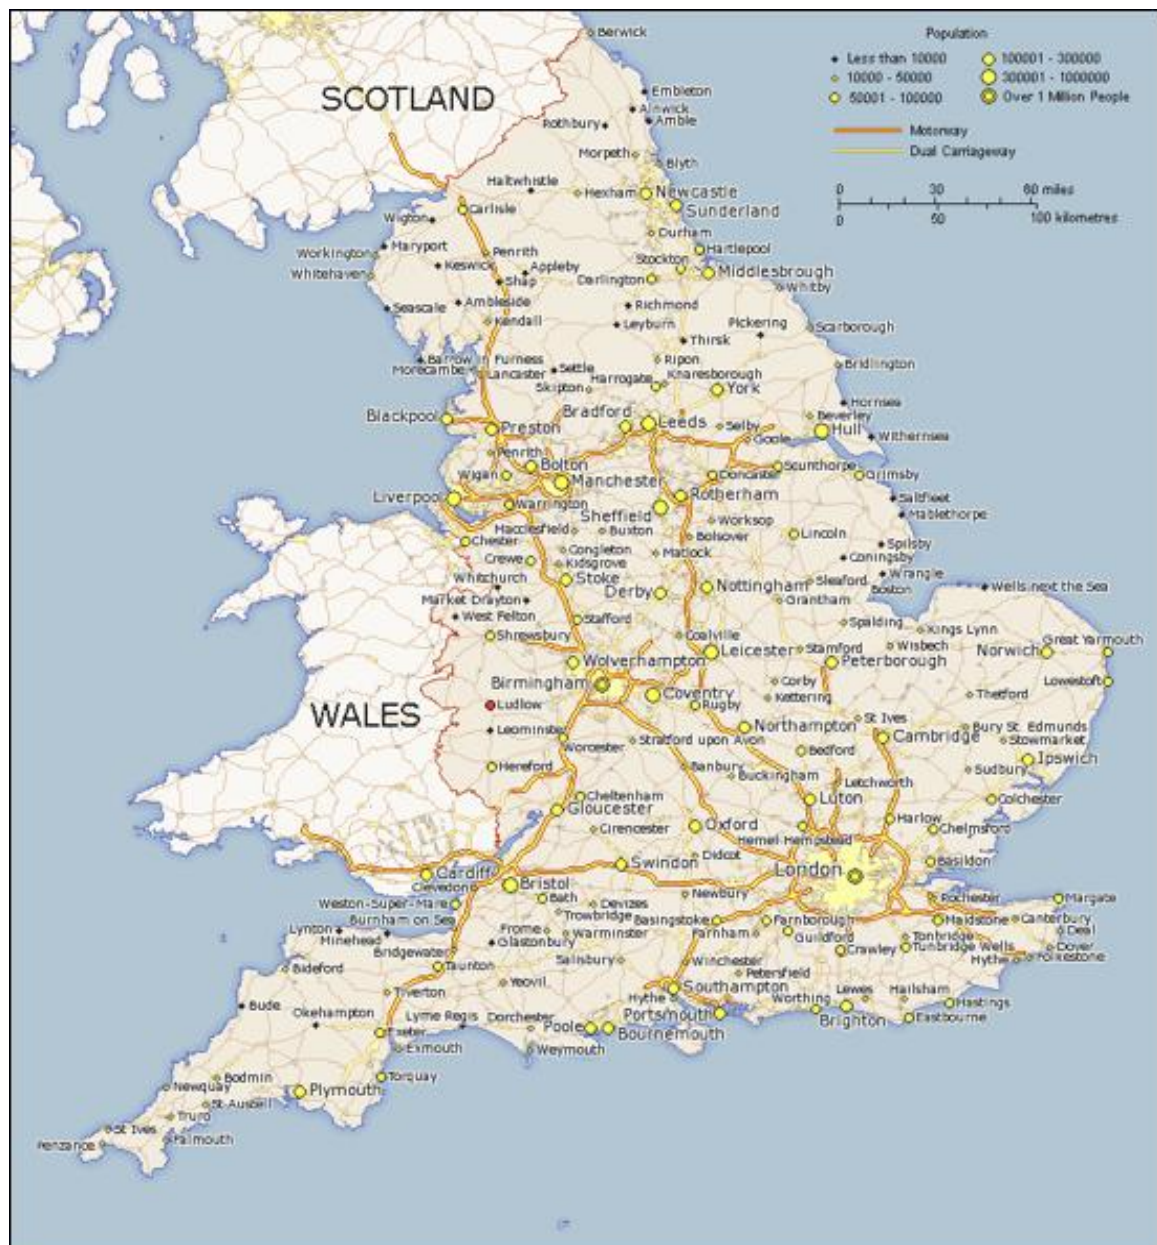 Population
Less than 10000
100001 - 300000
10000 - 50000
300001 - 1000000
50001 - 100000
Over 1 Million People
Motorway
Dual Carriageway
0 30 60 miles
0 50 100 kilometres
Berwick
SCOTLAND
Embleton
Alnwick
Amble
Rothbury
Morpeth
Blyth
Haltwhistle
Hexham
Newcastle
Sunderland
Carlisle
Wigton
Durham
Maryport
Workington
Penrith
Hartlepool
Stockton
Whitehaven
Keswick
Appleby
Shap
Darlington
Middlesbrough
Whitby
Seascale
Ambleside
Richmond
Kendall
Leyburn
Pickering
Scarborough
Thirsk
Barrow in Furness
Morecambe
Lancaster
Settle
Ripon
Bridlington
Skipton
Harrogate
Knaresborough
York
Hornsea
Blackpool
Preston
Bradford
Leeds
Selby
Beverley
Hull
Goole
Withernsea
Penrith
Wigan
Bolton
Manchester
Doncaster
Scunthorpe
Grimsby
Liverpool
Warrington
Rotherham
Saltfleet
Mablethorpe
Sheffield
Macclesfield
Buxton
Worksop
Bolsover
Lincoln
Chester
Congleton
Matlock
Spilsby
Crewe
Kidsgrove
Coningsby
Whitchurch
Stoke
Nottingham
Sleaford
Wrangle
Boston
Wells next the Sea
Market Drayton
Derby
Grantham
West Felton
Stafford
Spalding
Kings Lynn
Shrewsbury
Coalville
Leicester
Stamford
Wisbech
Great Yarmouth
Norwich
Wolverhampton
Peterborough
Birmingham
Coventry
Corby
Kettering
Thetford
Lowestoft
Ludlow
Rugby
WALES
Leominster
Northampton
St Ives
Bury St. Edmunds
Cambridge
Stowmarket
Worcester
Stratford upon Avon
Bedford
Ipswich
Hereford
Banbury
Buckingham
Letchworth
Sudbury
Cheltenham
Luton
Colchester
Gloucester
Cirencester
Oxford
Hemel Hempstead
Harlow
Chelmsford
Didcot
Swindon
London
Basildon
Cardiff
Clevedon
Bristol
Bath
Newbury
Rochester
Margate
Weston-Super-Mare
Devizes
Burnham on Sea
Trowbridge
Basingstoke
Farnborough
Maidstone
Canterbury
Lynton
Minehead
Frome
Warminster
Farnham
Guildford
Tonbridge
Deal
Glastonbury
Tunbridge Wells
Dover
Bridgewater
Crawley
Hythe
Folkestone
Bideford
Taunton
Salisbury
Winchester
Petersfield
Tiverton
Yeovil
Southampton
Hythe
Worthing
Lewes
Hailsham
Hastings
Bude
Okehampton
Lyme Regis
Dorchester
Portsmouth
Brighton
Eastbourne
Exeter
Poole
Bournemouth
Exmouth
Weymouth
Bodmin
Torquay
Newquay
Plymouth
St Austell
Truro
St Ives
Penzance
Falmouth